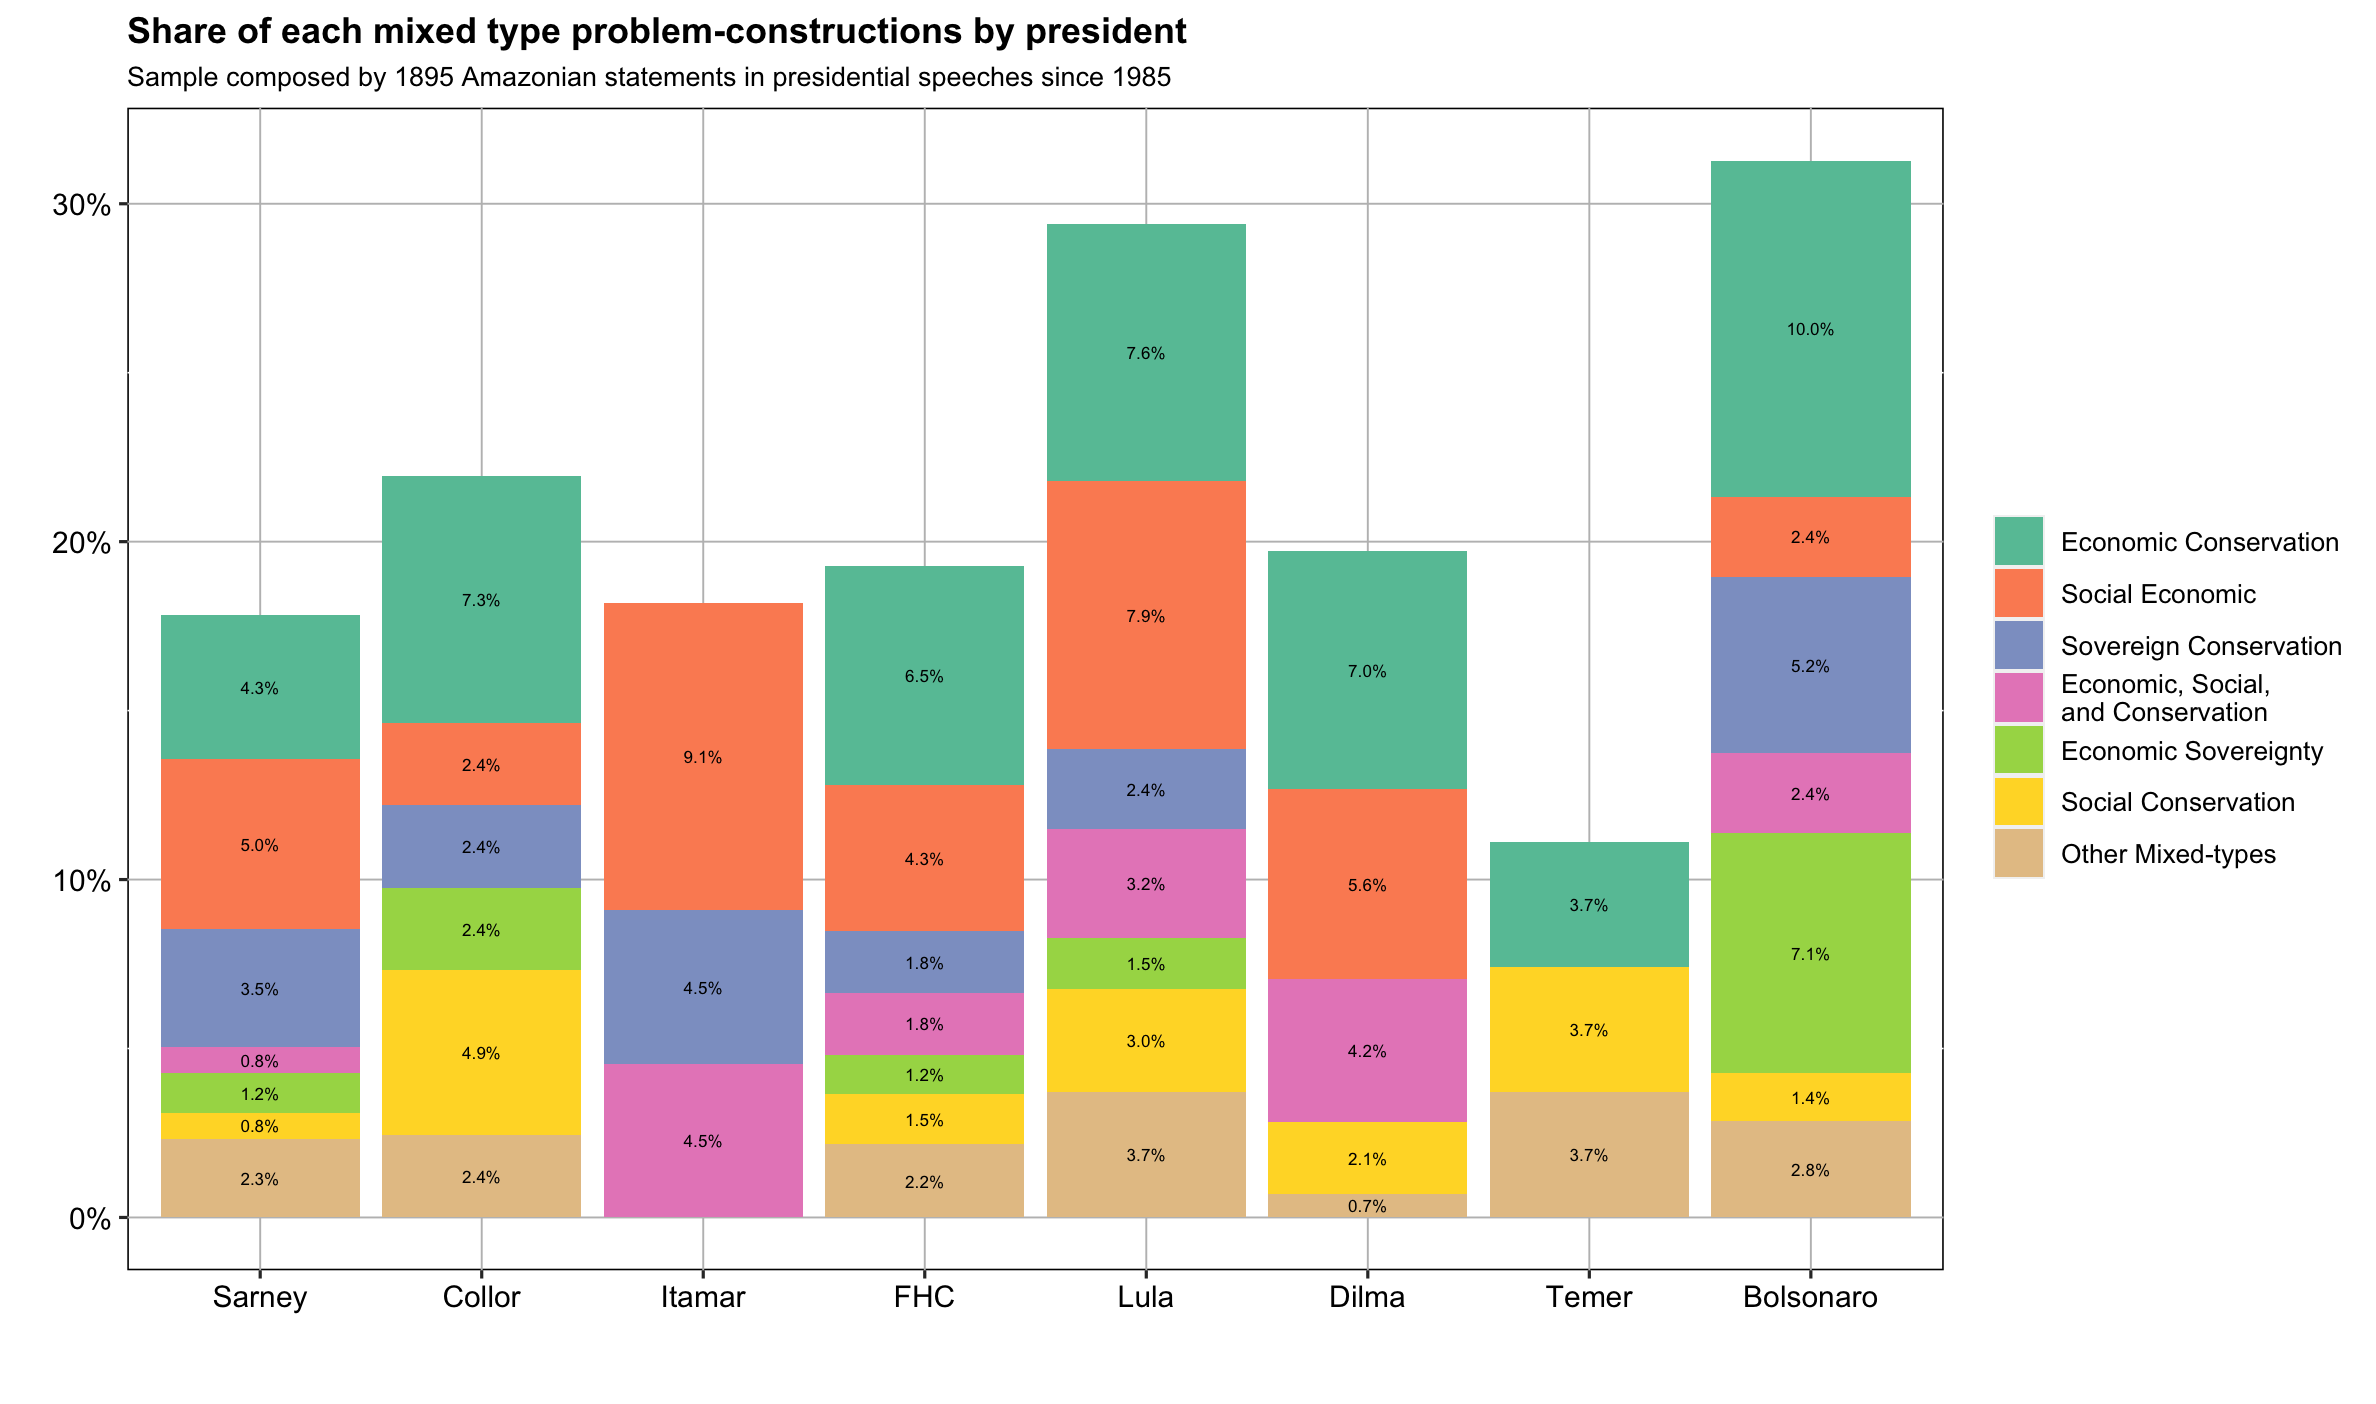 Share of each mixed type problem-constructions by president
Sample composed by 1895 Amazonian statements in presidential speeches since 1985
30%
20%
10%
0%
4.3%
5.0%
3.5%
0.8%
1.2%
0.8%
2.3%
7.3%
2.4%
2.4%
2.4%
4.9%
2.4%
9.1%
4.5%
4.5%
6.5%
4.3%
1.8%
1.8%
1.2%
1.5%
2.2%
7.6%
7.9%
2.4%
3.2%
1.5%
3.0%
3.7%
7.0%
5.6%
4.2%
2.1%
0.7%
3.7%
3.7%
3.7%
10.0%
2.4%
5.2%
2.4%
7.1%
1.4%
2.8%
Sarney
Collor
Itamar
FHC
Lula
Dilma
Temer
Bolsonaro
Economic Conservation
Social Economic
Sovereign Conservation
Economic, Social,
and Conservation
Economic Sovereignty
Social Conservation
Other Mixed-types